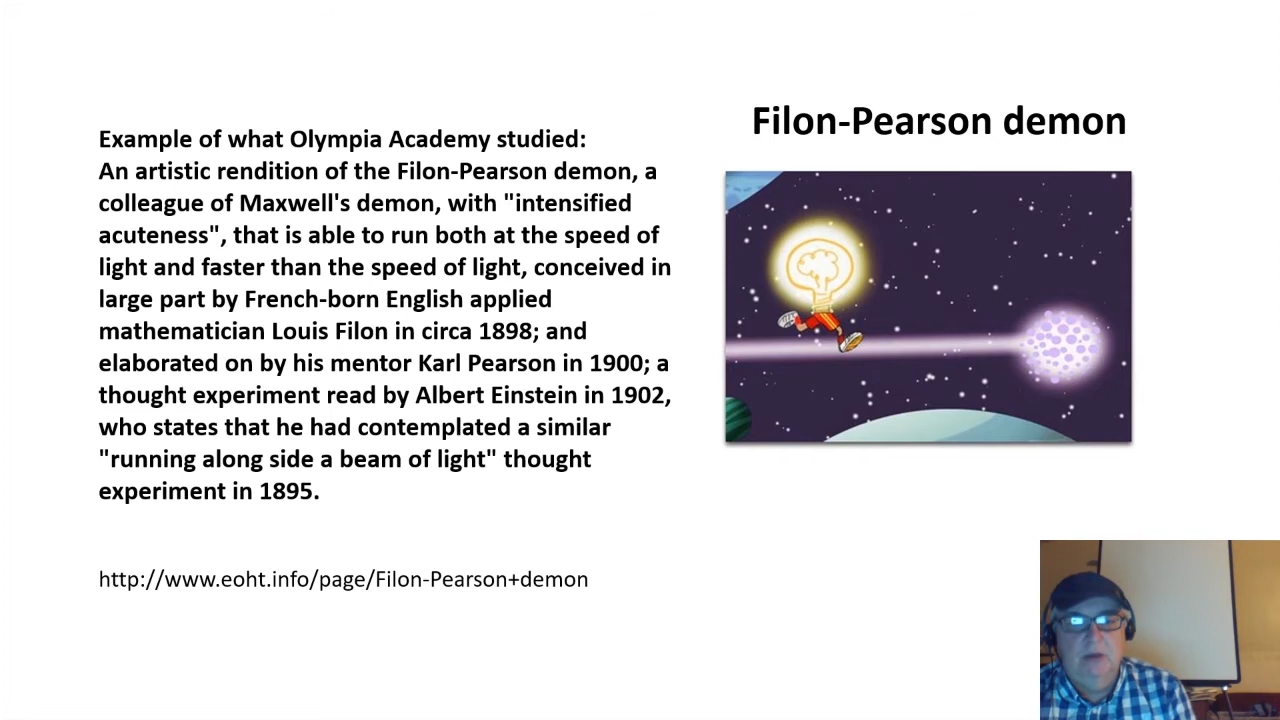 Filon-Pearson demon
Example of what Olympia Academy studied:
An artistic rendition of the Filon-Pearson demon, a
colleague of Maxwell's demon, with "intensified
acuteness", that is able to run both at the speed of
light and faster than the speed of light, conceived in
large part by French-born English applied
mathematician Louis Filon in circa 1898; and
elaborated on by his mentor Karl Pearson in 1900; a
thought experiment read by Albert Einstein in 1902,
who states that he had contemplated a similar
"running along side a beam of light" thought
experiment in 1895.
http://www.eoht.info/page/Filon-Pearson+demon